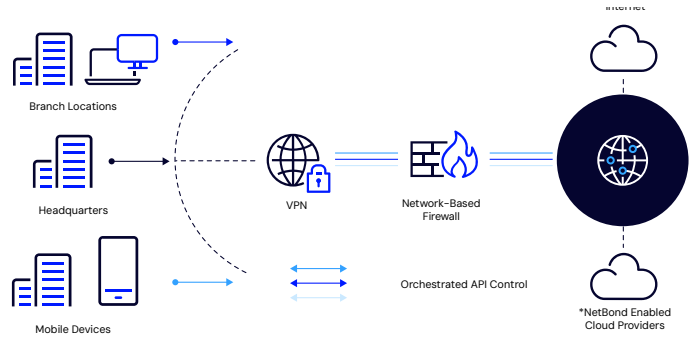 Internet
Branch Locations
Headquarters
VPN
Network-Based
Firewall
Orchestrated API Control
*NetBond Enabled
Cloud Providers
Mobile Devices